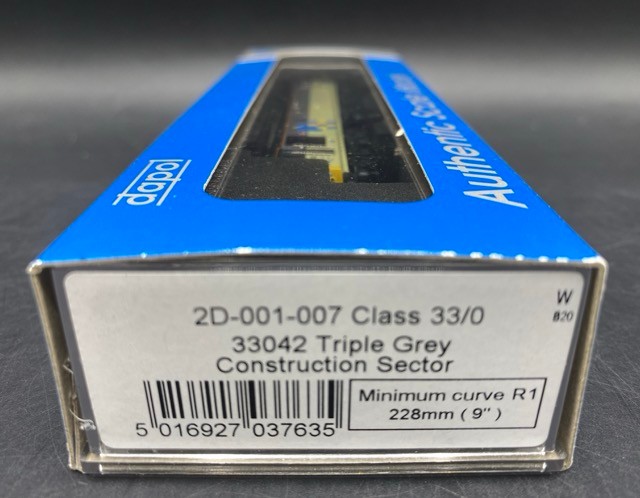 dapol
Authentic Scale
2D-001-007 Class 33/0
W
B20
33042 Triple Grey
Construction Sector
Minimum curve R1
228mm ( 9" )
5 016927 037635